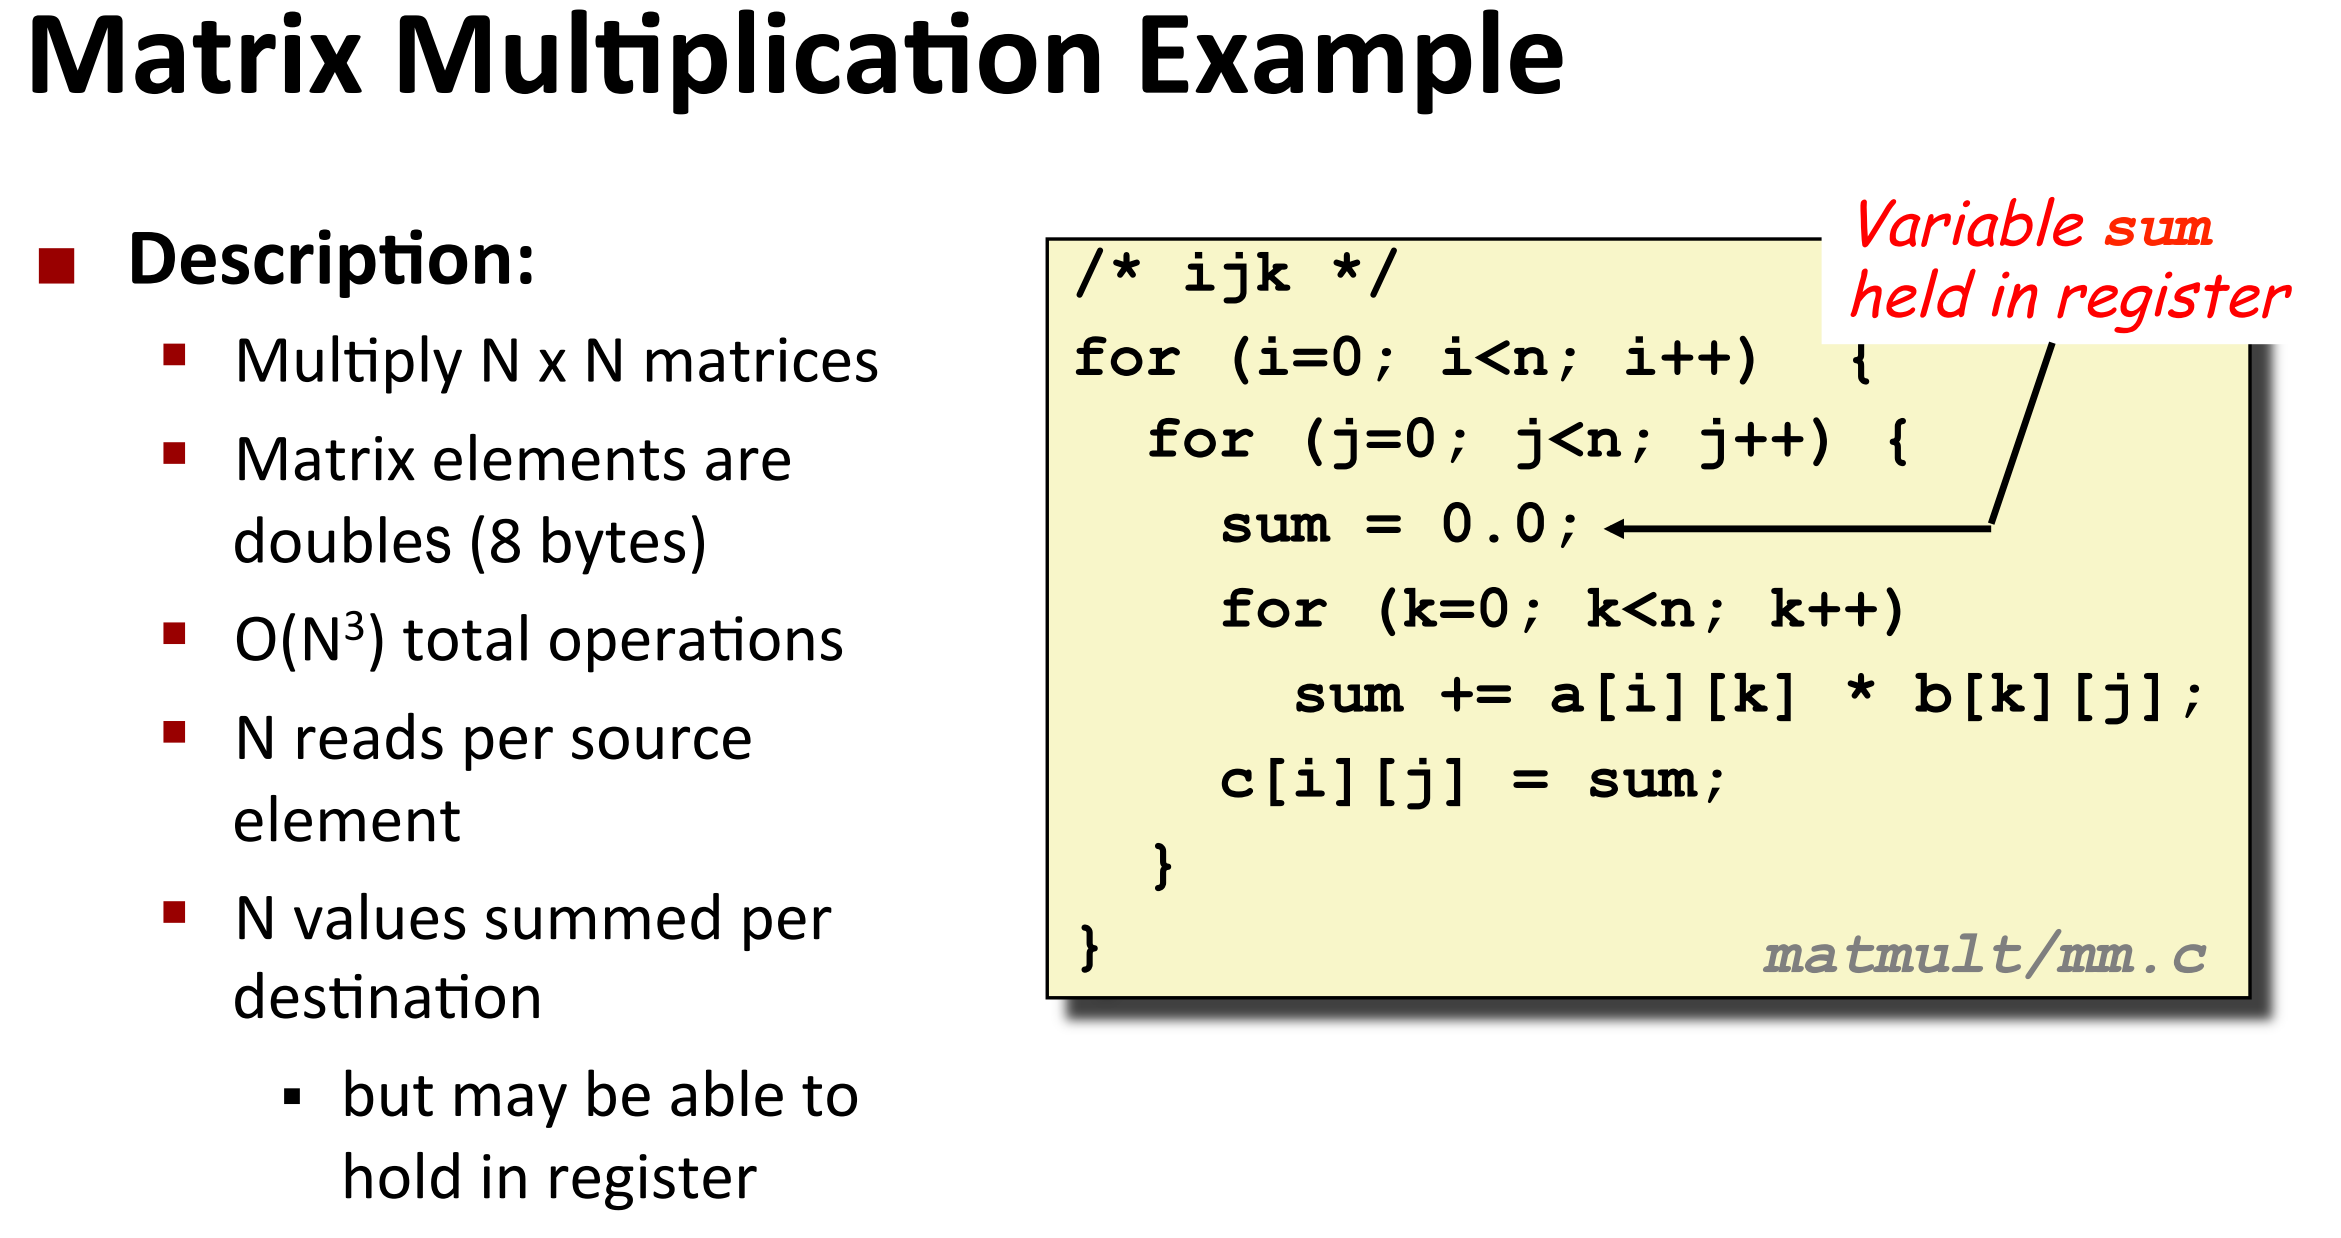 Matrix Multiplication Example
Description:
Multiply N x N matrices
Matrix elements are
doubles (8 bytes)
O(N³) total operations
N reads per source
element
N values summed per
destination
but may be able to
hold in register
Variable sum
held in register
/* ijk */
for (i=0; i<n; i++) {
  for (j=0; j<n; j++) {
    sum = 0.0;
    for (k=0; k<n; k++)
      sum += a[i][k] * b[k][j];
    c[i][j] = sum;
  }
}
matmult/mm.c